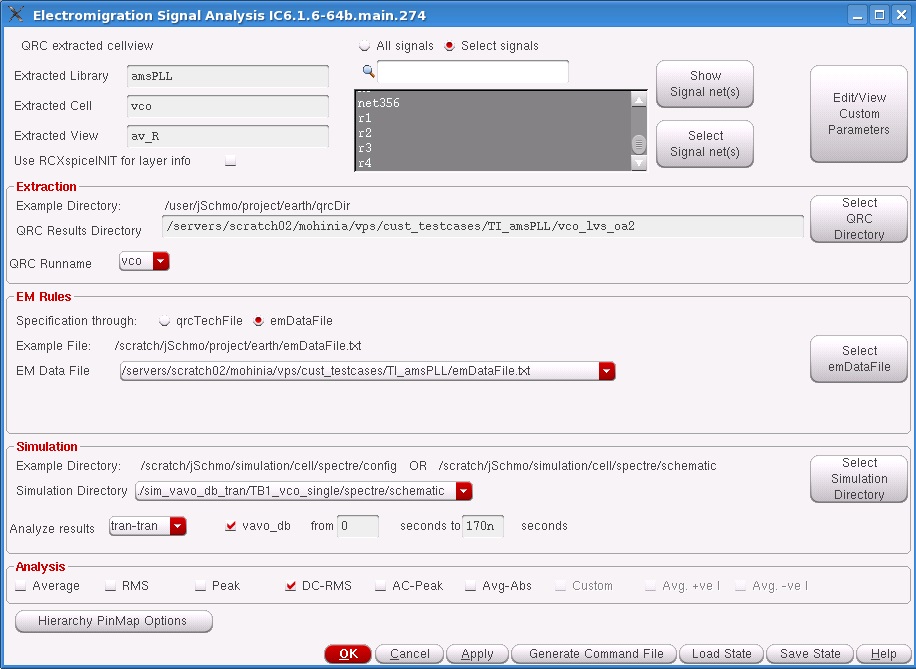 Electromigration Signal Analysis IC6.1.6-64b.main.274
QRC extracted cellview
All signals Select signals
Extracted Library amsPLL
Extracted Cell vco
Extracted View av_R
Use RCXspiceINIT for layer info
net356
r1
r2
r3
r4
Show
Signal net(s)
Select
Signal net(s)
Edit/View
Custom
Parameters
Extraction
Example Directory: /user/jSchmo/project/earth/qrcDir
QRC Results Directory /servers/scratch02/mohinia/vps/cust_testcases/TI_amsPLL/vco_lvs_oa2
QRC Runname vco
Select
QRC
Directory
EM Rules
Specification through: qrcTechFile emDataFile
Example File: /scratch/jSchmo/project/earth/emDataFile.txt
EM Data File /servers/scratch02/mohinia/vps/cust_testcases/TI_amsPLL/emDataFile.txt
Select
emDataFile
Simulation
Example Directory: /scratch/jSchmo/simulation/cell/spectre/config OR /scratch/jSchmo/simulation/cell/spectre/schematic
Simulation Directory ./sim_vavo_db_tran/TB1_vco_single/spectre/schematic
Analyze results tran-tran vavo_db from 0 seconds to 170n seconds
Select
Simulation
Directory
Analysis
Average RMS Peak DC-RMS AC-Peak Avg-Abs Custom Avg. +ve I Avg. -ve I
Hierarchy PinMap Options
OK Cancel Apply Generate Command File Load State Save State Help